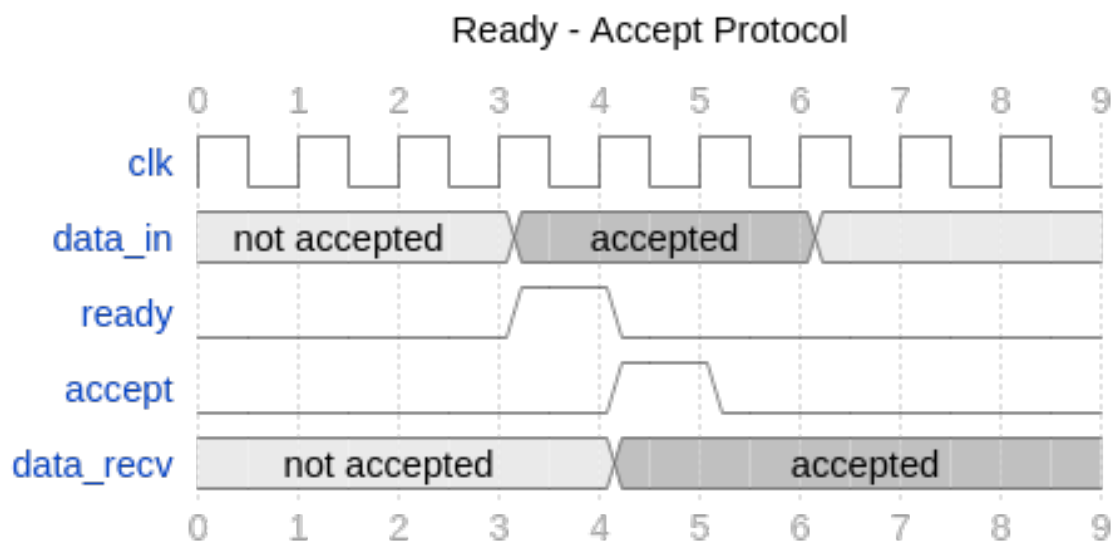 Ready - Accept Protocol
0 1 2 3 4 5 6 7 8 9
clk
data_in not accepted accepted
ready
accept
data_recv not accepted accepted
0 1 2 3 4 5 6 7 8 9